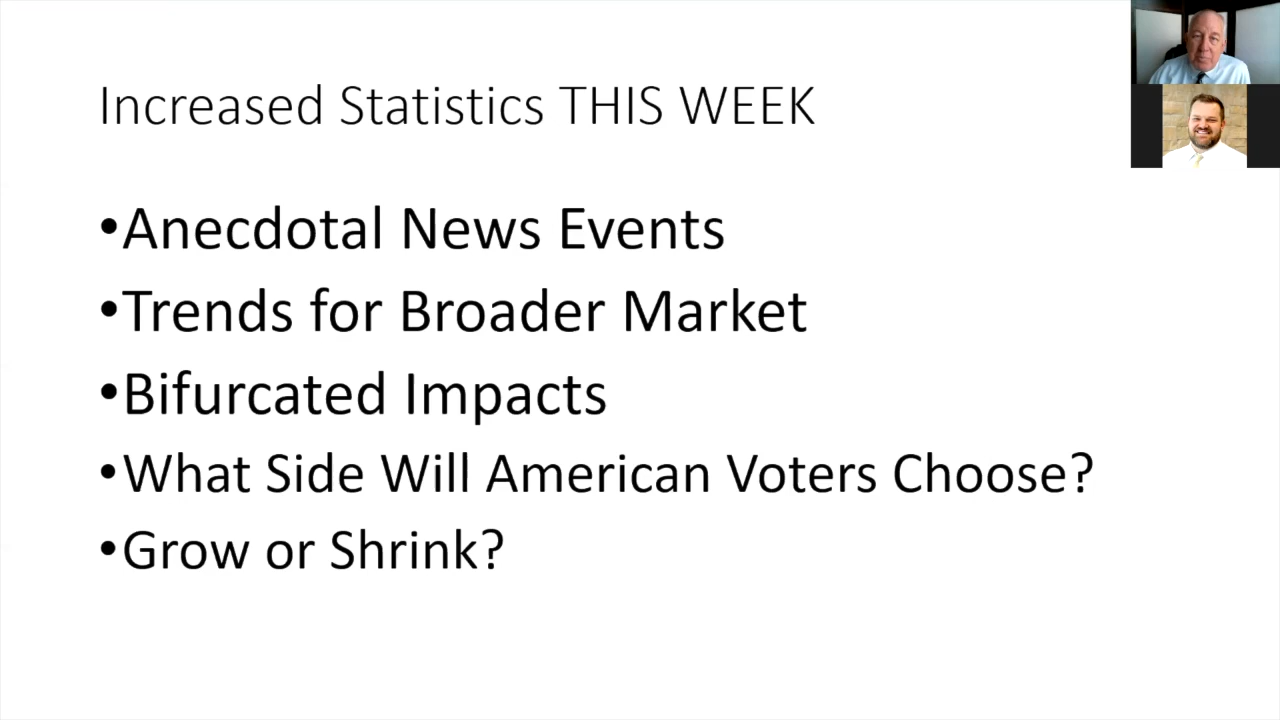 Increased Statistics THIS WEEK
•Anecdotal News Events
•Trends for Broader Market
•Bifurcated Impacts
•What Side Will American Voters Choose?
•Grow or Shrink?